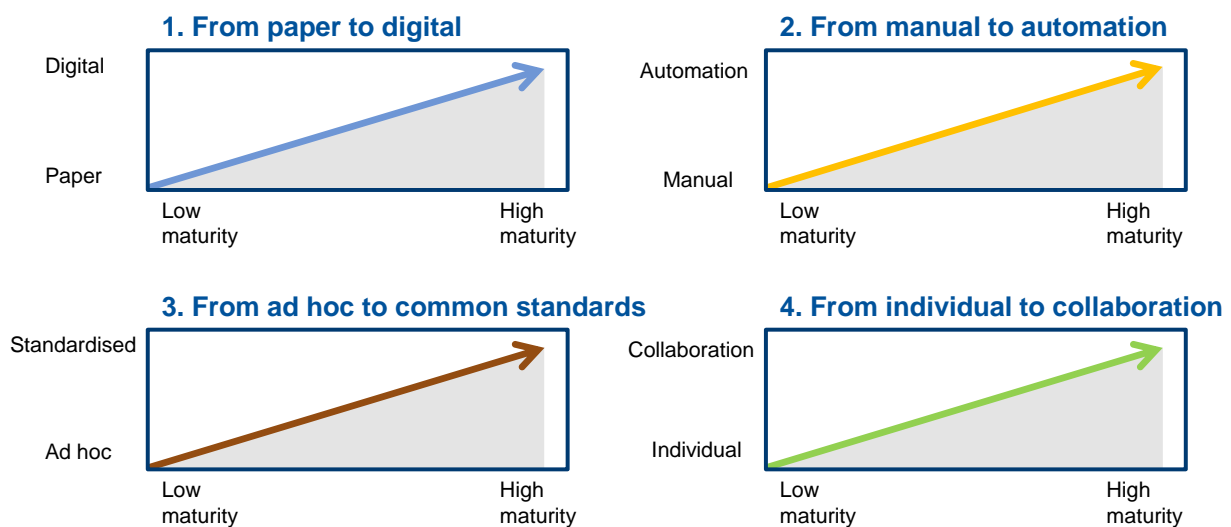 1. From paper to digital
Digital
Paper
Low
maturity
High
maturity
2. From manual to automation
Automation
Manual
Low
maturity
High
maturity
3. From ad hoc to common standards
Standardised
Ad hoc
Low
maturity
High
maturity
4. From individual to collaboration
Collaboration
Individual
Low
maturity
High
maturity